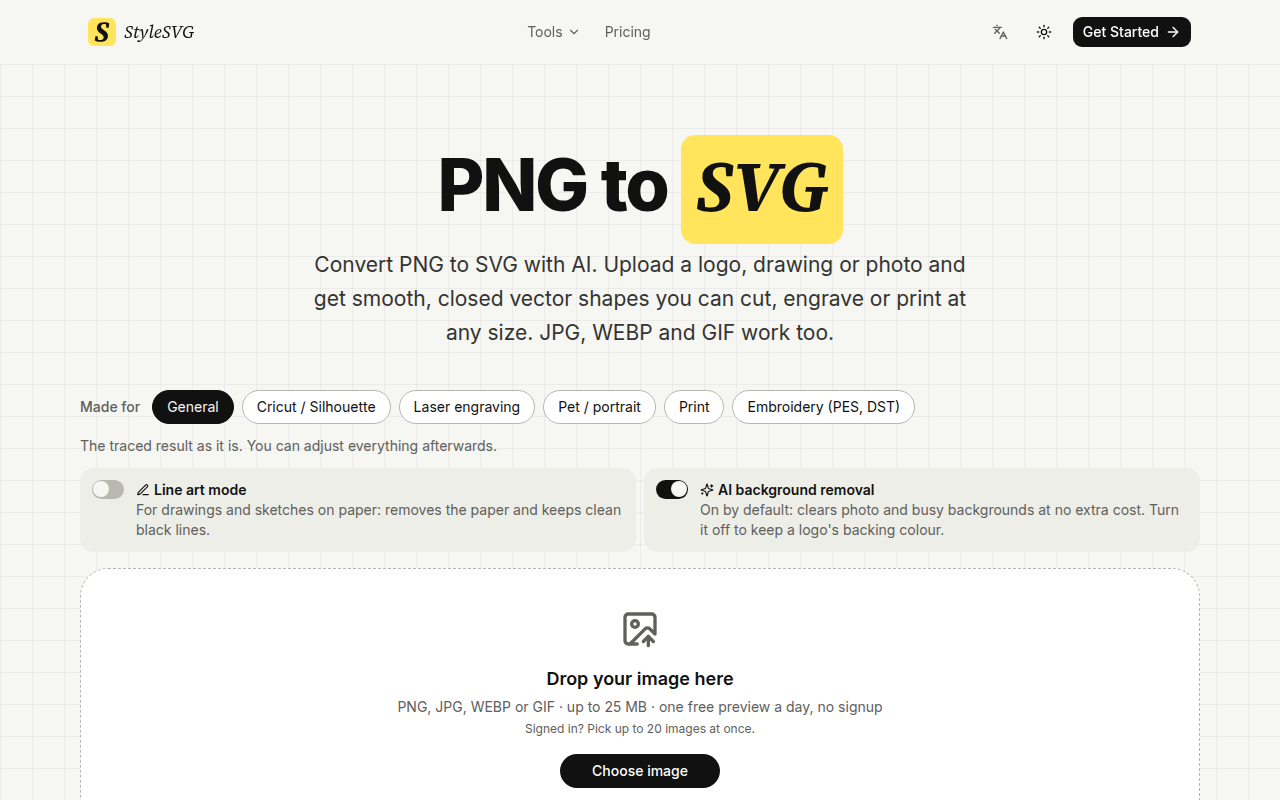 S StyleSVG
Tools
Pricing
Get Started
PNG to SVG
Convert PNG to SVG with AI. Upload a logo, drawing or photo and
get smooth, closed vector shapes you can cut, engrave or print at
any size. JPG, WEBP and GIF work too.
Made for
General
Cricut / Silhouette
Laser engraving
Pet / portrait
Print
Embroidery (PES, DST)
The traced result as it is. You can adjust everything afterwards.
Line art mode
For drawings and sketches on paper: removes the paper and keeps clean
black lines.
AI background removal
On by default: clears photo and busy backgrounds at no extra cost. Turn
it off to keep a logo's backing colour.
Drop your image here
PNG, JPG, WEBP or GIF · up to 25 MB · one free preview a day, no signup
Signed in? Pick up to 20 images at once.
Choose image